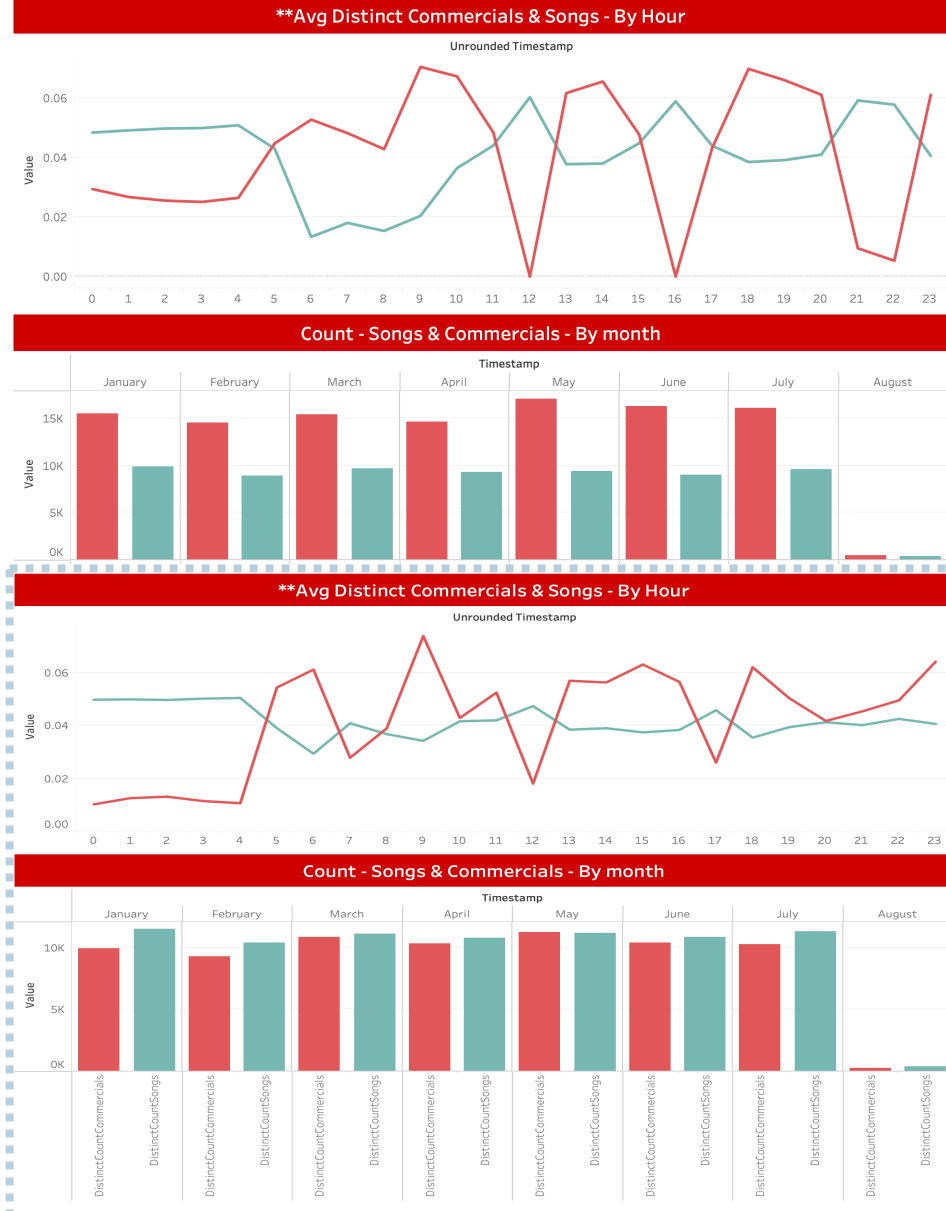 **Avg Distinct Commercials & Songs - By Hour
Unrounded Timestamp
Value
0.06
0.04
0.02
0.00
0 1 2 3 4 5 6 7 8 9 10 11 12 13 14 15 16 17 18 19 20 21 22 23
Count - Songs & Commercials - By month
Timestamp
January February March April May June July August
Value
15K
10K
5K
0K
**Avg Distinct Commercials & Songs - By Hour
Unrounded Timestamp
Value
0.06
0.04
0.02
0.00
0 1 2 3 4 5 6 7 8 9 10 11 12 13 14 15 16 17 18 19 20 21 22 23
Count - Songs & Commercials - By month
Timestamp
January February March April May June July August
Value
10K
5K
0K
DistinctCountCommercials
DistinctCountSongs
DistinctCountCommercials
DistinctCountSongs
DistinctCountCommercials
DistinctCountSongs
DistinctCountCommercials
DistinctCountSongs
DistinctCountCommercials
DistinctCountSongs
DistinctCountCommercials
DistinctCountSongs
DistinctCountCommercials
DistinctCountSongs
DistinctCountCommercials
DistinctCountSongs